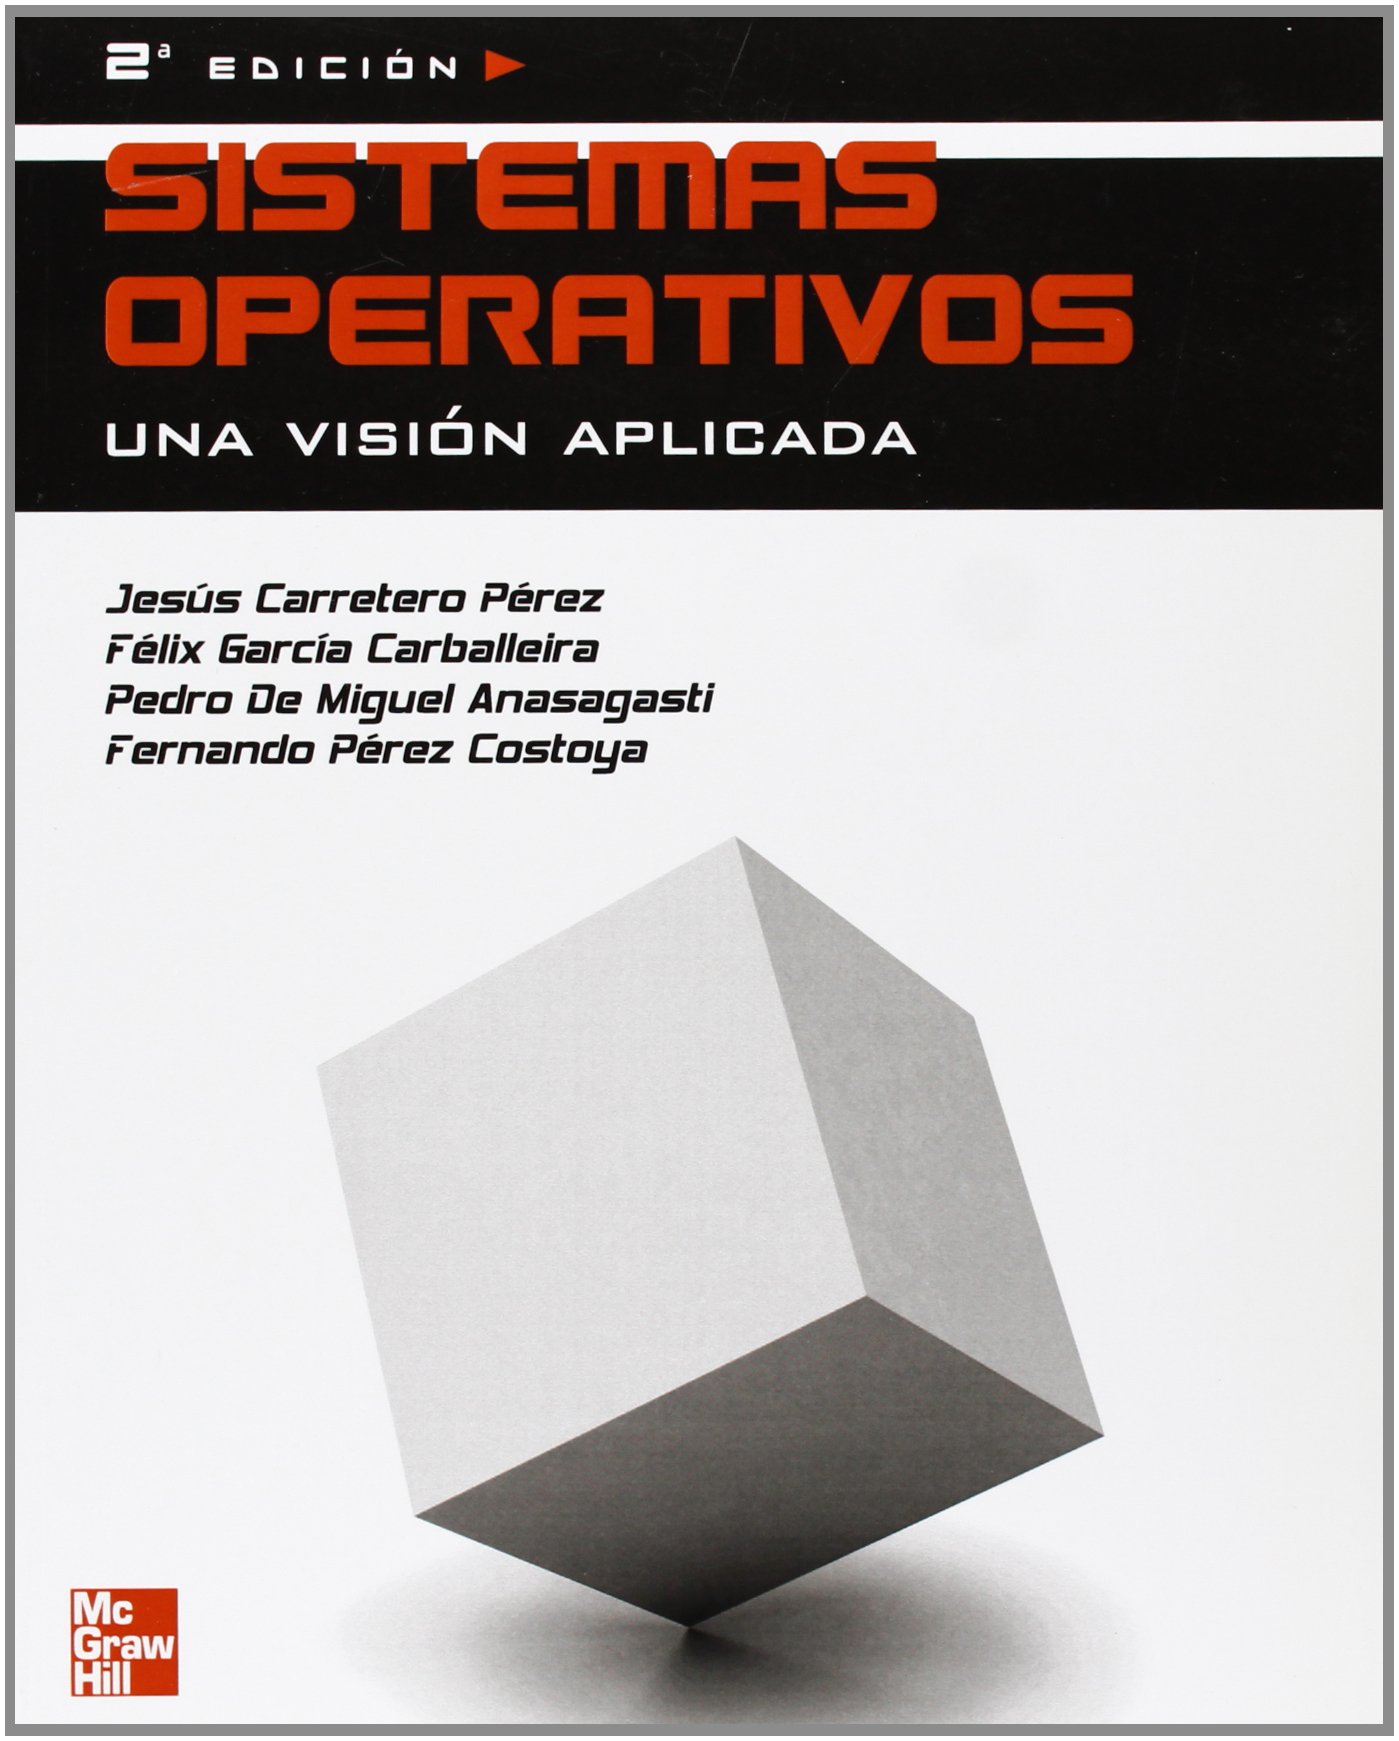 2ª EDICIÓN
SISTEMAS
OPERATIVOS
UNA VISIÓN APLICADA
Jesús Carretero Pérez
Félix García Carballeira
Pedro De Miguel Anasagasti
Fernando Pérez Costoya
Mc
Graw
Hill